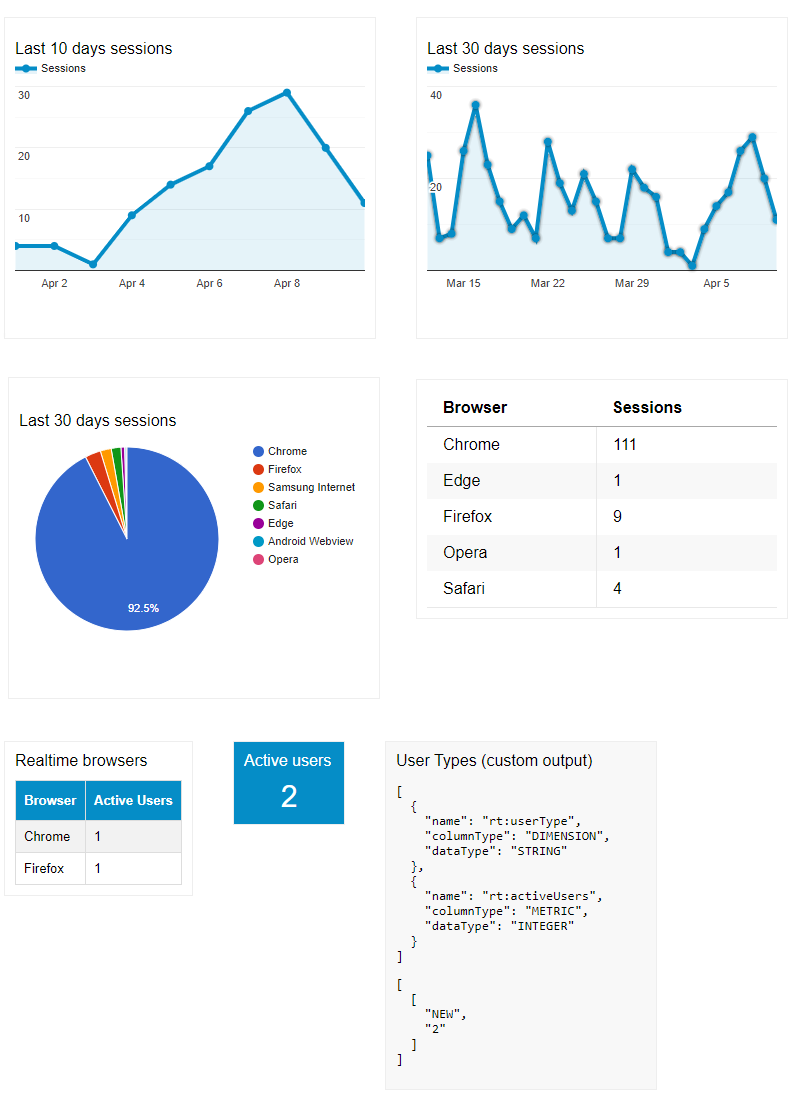 Last 10 days sessions
Sessions
30
20
10
Apr 2
Apr 4
Apr 6
Apr 8
Last 30 days sessions
Sessions
40
20
Mar 15
Mar 22
Mar 29
Apr 5
Last 30 days sessions
Chrome
Firefox
Samsung Internet
Safari
Edge
Android Webview
Opera
92.5%
Browser Sessions
Chrome 111
Edge 1
Firefox 9
Opera 1
Safari 4
Realtime browsers
Browser Active Users
Chrome 1
Firefox 1
Active users
2
User Types (custom output)
[
  {
    "name": "rt:userType",
    "columnType": "DIMENSION",
    "dataType": "STRING"
  },
  {
    "name": "rt:activeUsers",
    "columnType": "METRIC",
    "dataType": "INTEGER"
  }
]
[
  [
    "NEW",
    "2"
  ]
]